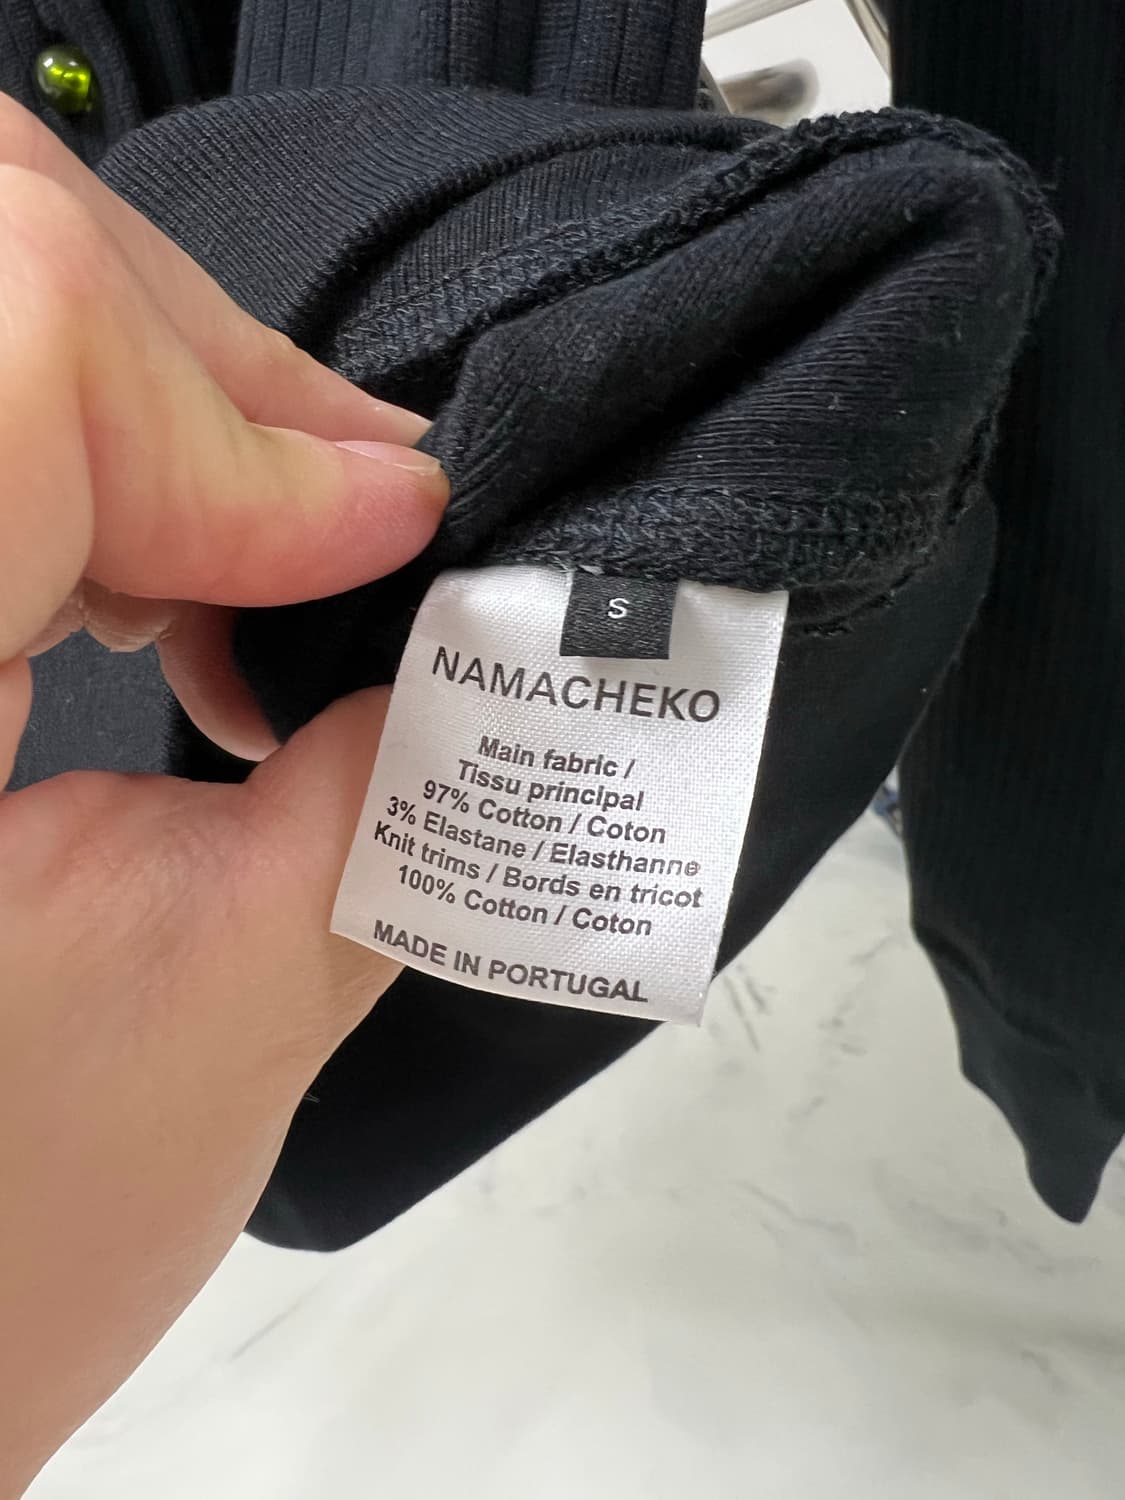 S
NAMACHEKO
Main fabric /
Tissu principal
97% Cotton / Coton
3% Elastane / Elasthanne
Knit trims / Bords en tricot
100% Cotton / Coton
MADE IN PORTUGAL